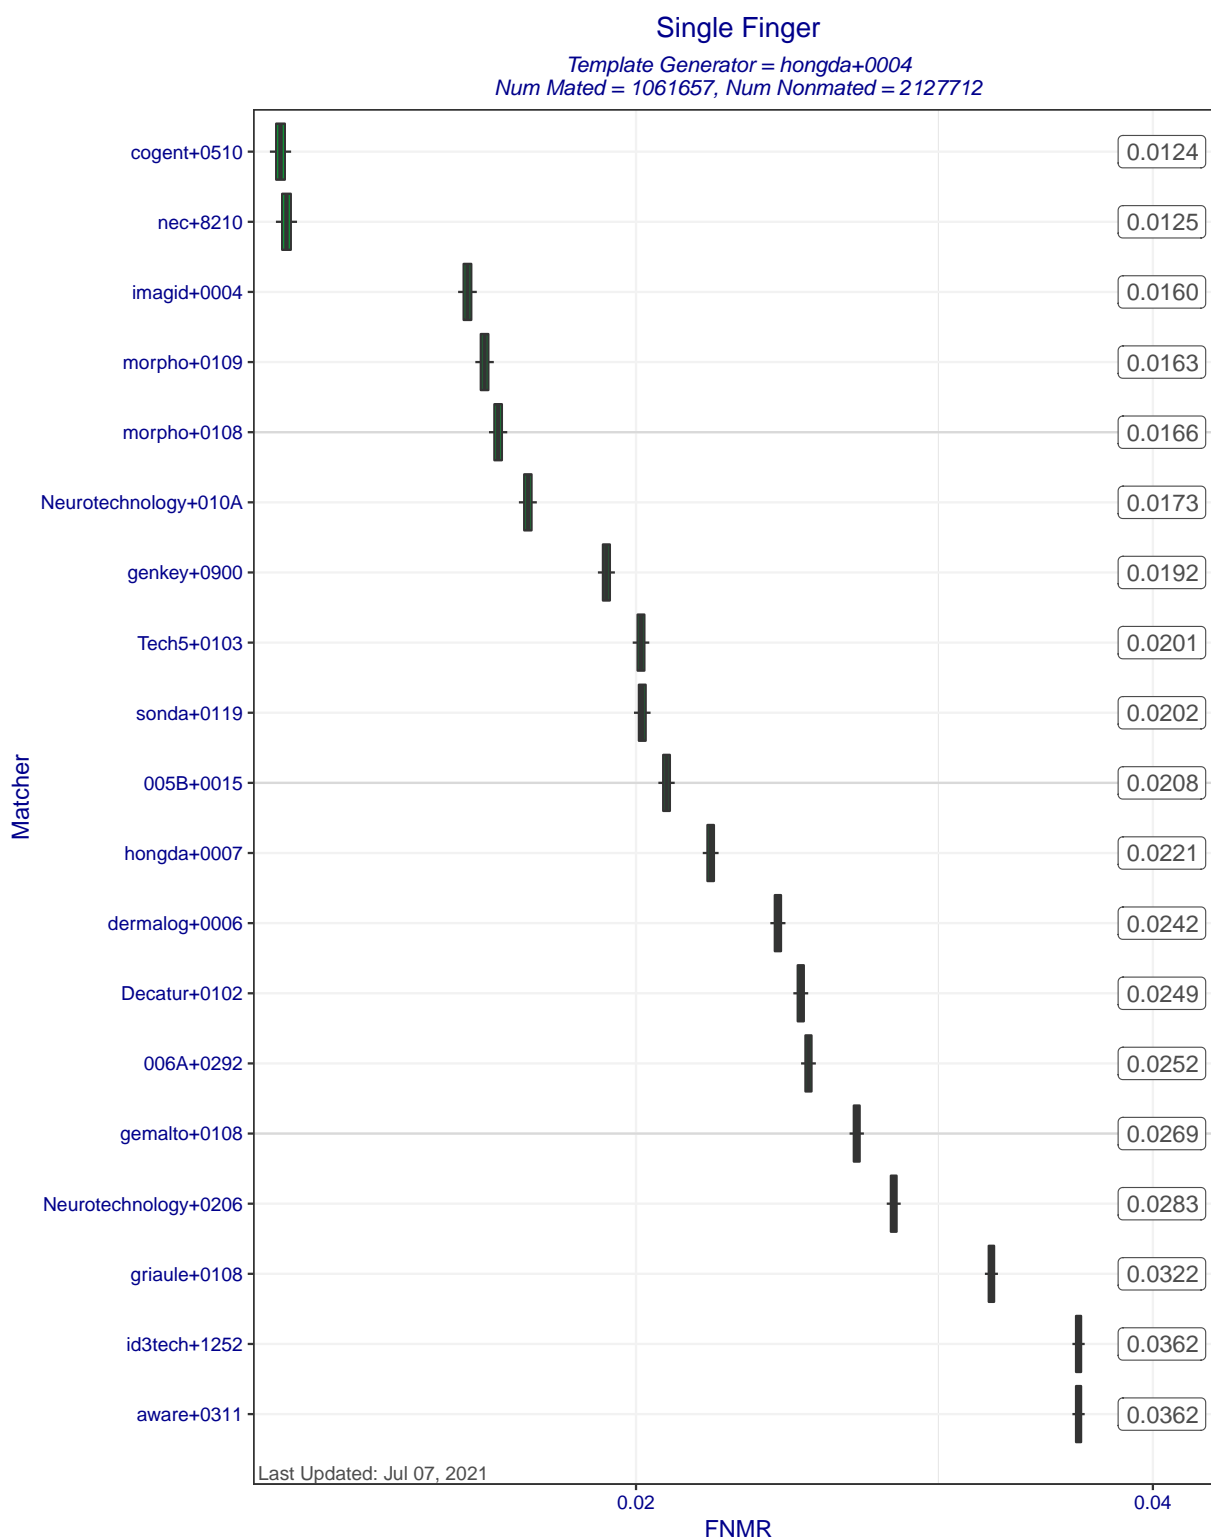 Single Finger
Template Generator = hongda+0004
Num Mated = 1061657, Num Nonmated = 2127712
cogent+0510 0.0124
nec+8210 0.0125
imagid+0004 0.0160
morpho+0109 0.0163
morpho+0108 0.0166
Neurotechnology+010A 0.0173
genkey+0900 0.0192
Tech5+0103 0.0201
sonda+0119 0.0202
005B+0015 0.0208
hongda+0007 0.0221
dermalog+0006 0.0242
Decatur+0102 0.0249
006A+0292 0.0252
gemalto+0108 0.0269
Neurotechnology+0206 0.0283
griaule+0108 0.0322
id3tech+1252 0.0362
aware+0311 0.0362
Matcher
Last Updated: Jul 07, 2021
0.02 0.04
FNMR